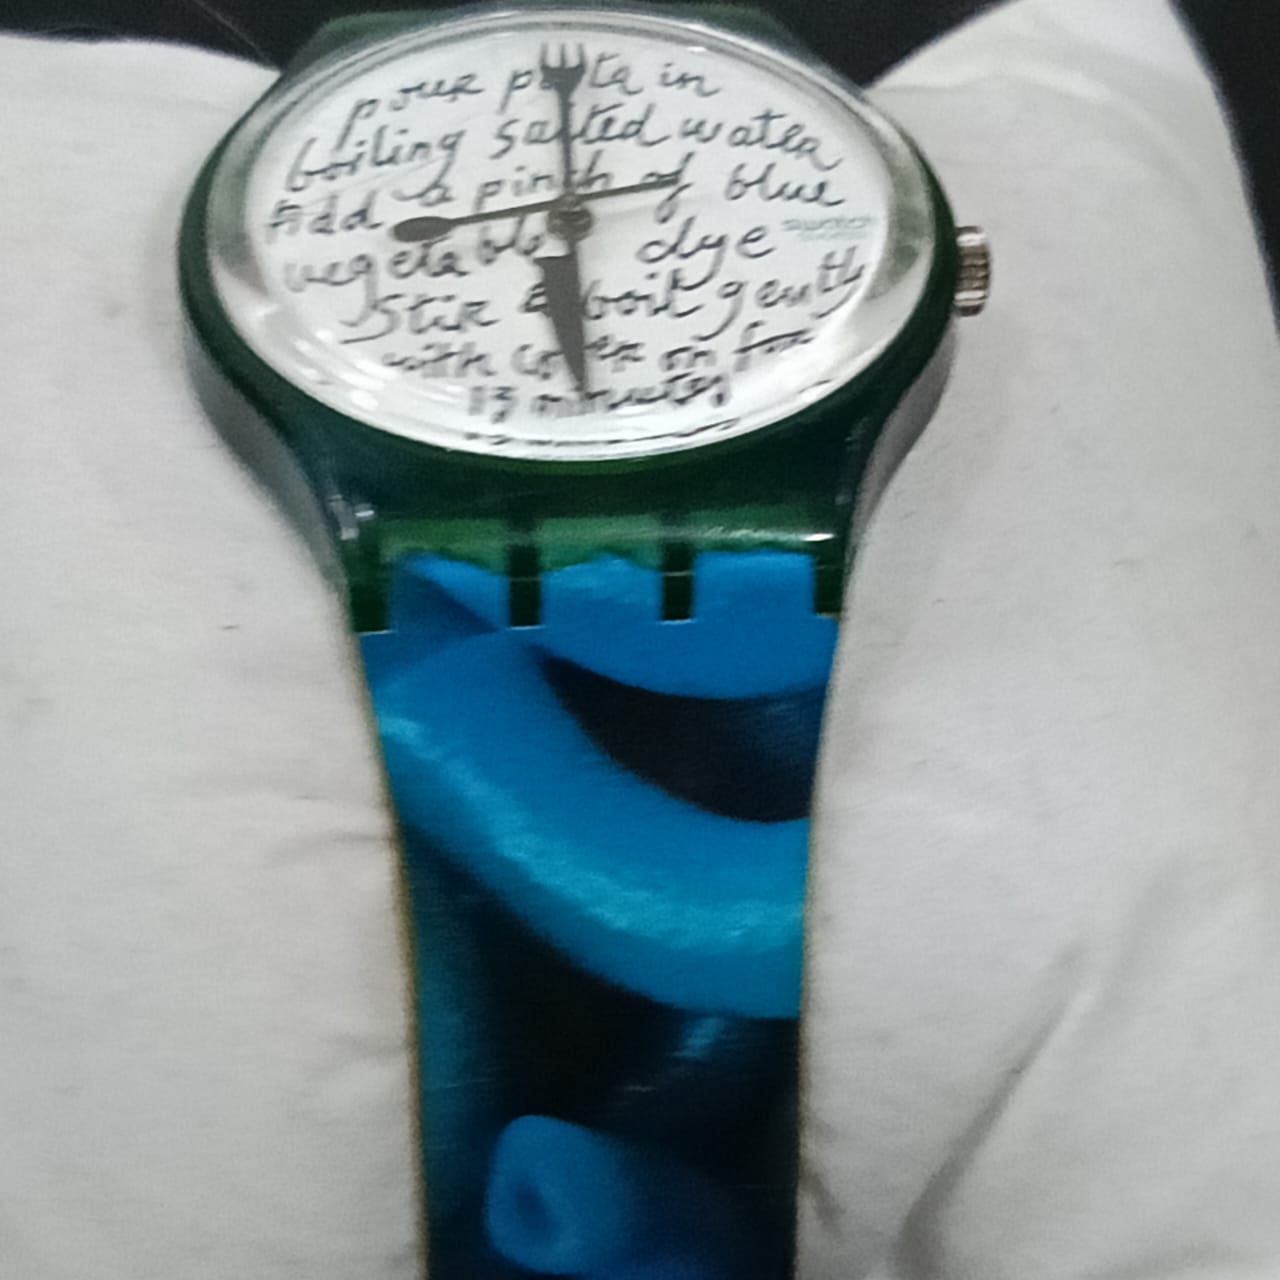 pour pasta in
boiling salted water
Add a pinch of blue
vegetable dye
swatch
Stir & boil gently
with cover on for
13 minutes